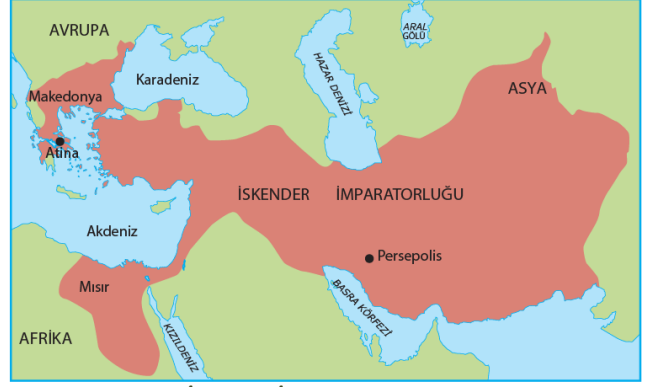 AVRUPA
ARAL
GÖLÜ
Karadeniz
HAZAR DENİZİ
ASYA
Makedonya
Atina
İSKENDER İMPARATORLUĞU
Akdeniz
Persepolis
Mısır
BASRA KÖRFEZİ
KIZILDENİZ
AFRİKA